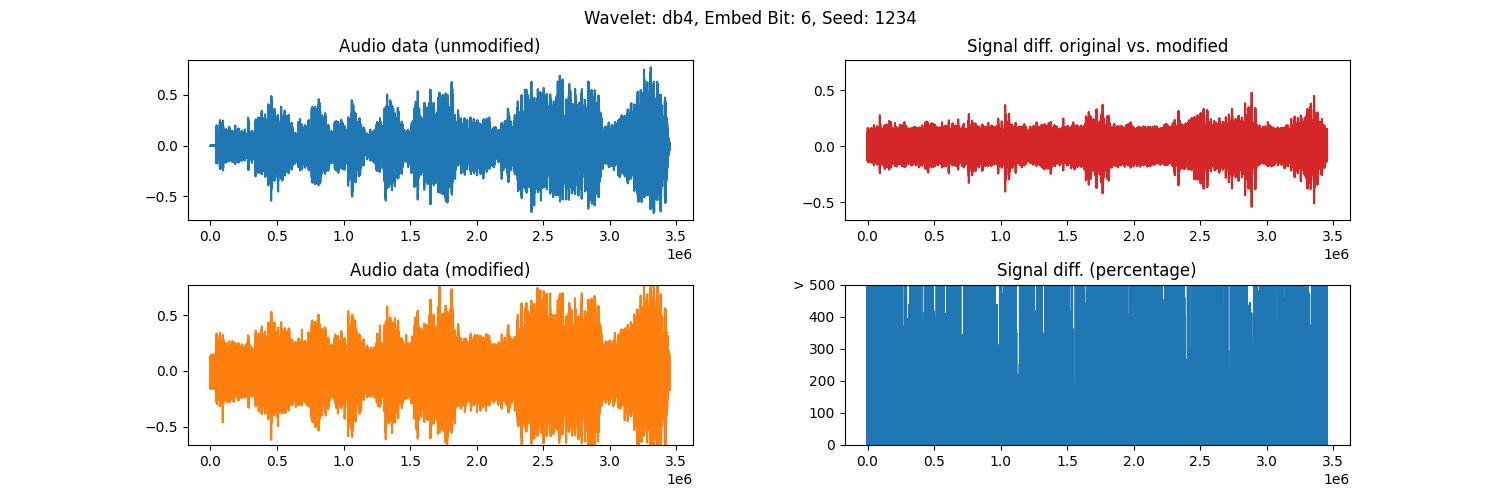 Wavelet: db4, Embed Bit: 6, Seed: 1234
Audio data (unmodified)
0.5
0.0
−0.5
0.0 0.5 1.0 1.5 2.0 2.5 3.0 3.5
1e6
Signal diff. original vs. modified
0.5
0.0
−0.5
0.0 0.5 1.0 1.5 2.0 2.5 3.0 3.5
1e6
Audio data (modified)
0.5
0.0
−0.5
0.0 0.5 1.0 1.5 2.0 2.5 3.0 3.5
1e6
Signal diff. (percentage)
> 500
400
300
200
100
0
0.0 0.5 1.0 1.5 2.0 2.5 3.0 3.5
1e6